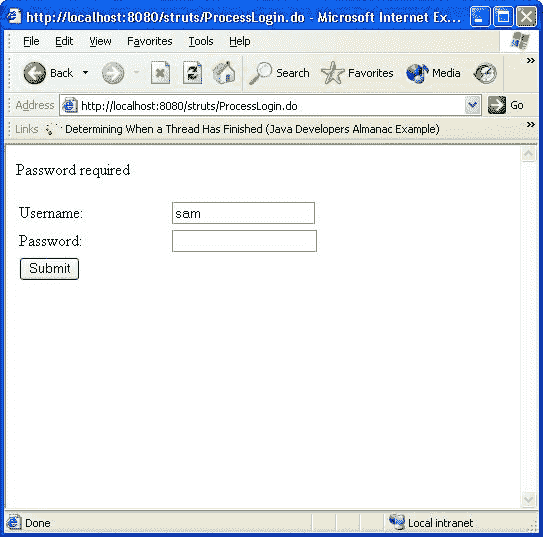 http://localhost:8080/struts/ProcessLogin.do - Microsoft Internet Ex...
File Edit View Favorites Tools Help
Back Search Favorites Media
Address http://localhost:8080/struts/ProcessLogin.do Go
Links Determining When a Thread Has Finished (Java Developers Almanac Example)
Password required
Username: sam
Password:
Submit
Done Local intranet